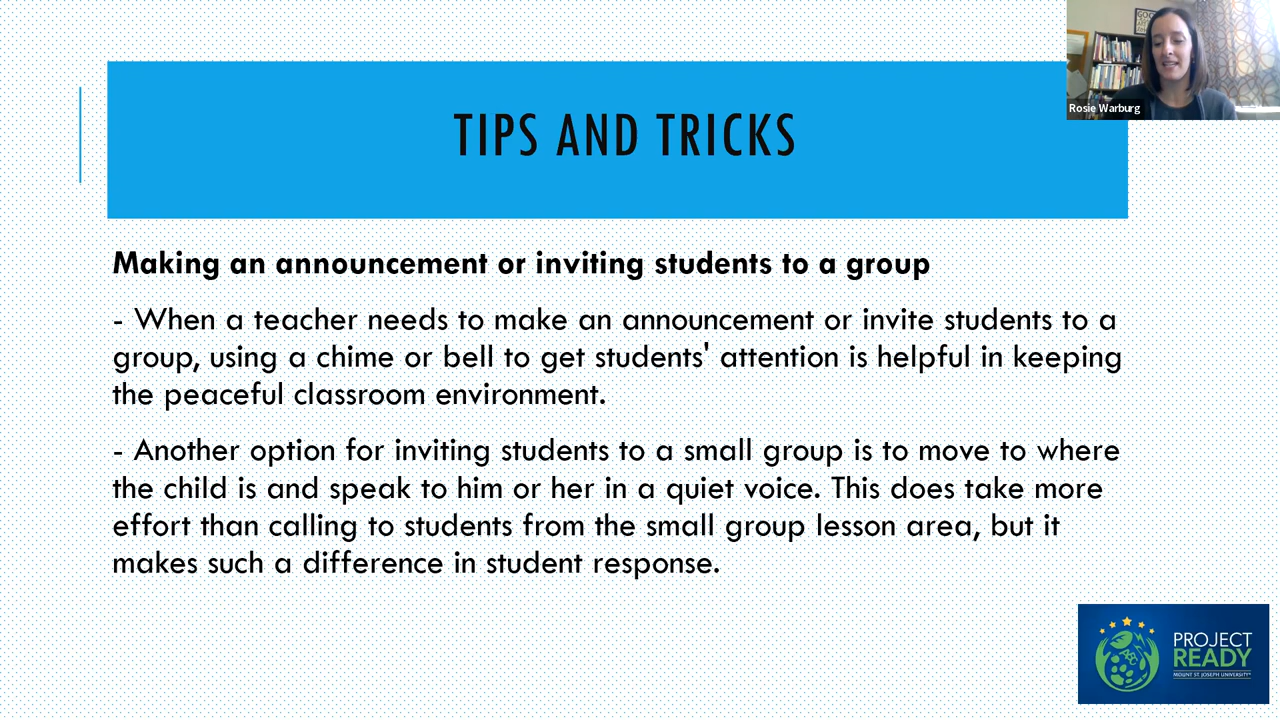 Rosie Warburg
TIPS AND TRICKS
Making an announcement or inviting students to a group
- When a teacher needs to make an announcement or invite students to a
group, using a chime or bell to get students' attention is helpful in keeping
the peaceful classroom environment.
- Another option for inviting students to a small group is to move to where
the child is and speak to him or her in a quiet voice. This does take more
effort than calling to students from the small group lesson area, but it
makes such a difference in student response.
ABC
PROJECT
READY
MOUNT ST. JOSEPH UNIVERSITY